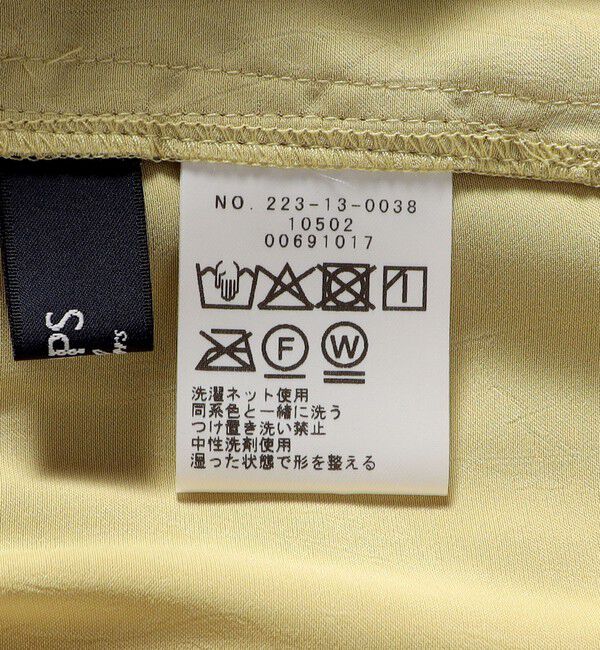 NO. 223-13-0038
10502
00691017
F
W
洗濯ネット使用
同系色と一緒に洗う
つけ置き洗い禁止
中性洗剤使用
湿った状態で形を整える